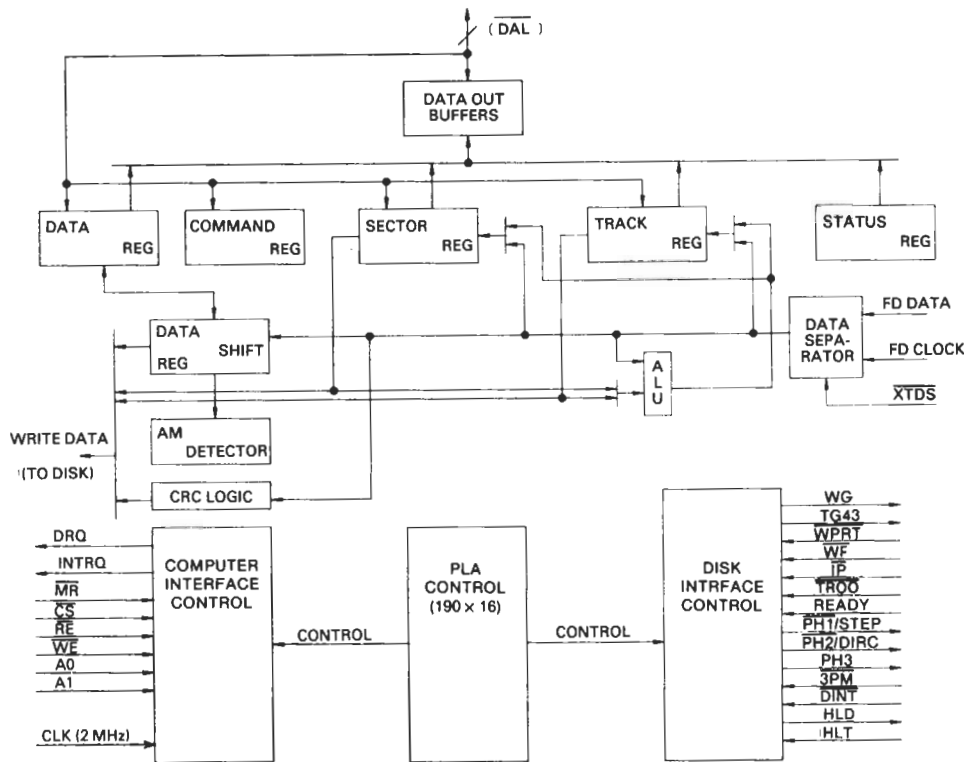 (DAL)
DATA OUT
BUFFERS
DATA
REG
COMMAND
REG
SECTOR
REG
TRACK
REG
STATUS
REG
DATA
SHIFT
REG
ALU
DATA
SEPA-
RATOR
FD DATA
FD CLOCK
XTDS
AM
DETECTOR
WRITE DATA
(TO DISK)
CRC LOGIC
DRQ
INTRQ
MR
CS
RE
WE
A0
A1
CLK (2 MHz)
COMPUTER
INTERFACE
CONTROL
CONTROL
PLA
CONTROL
(190 × 16)
CONTROL
DISK
INTRFACE
CONTROL
WG
TG43
WPRT
WF
IP
TROO
READY
PH1/STEP
PH2/DIRC
PH3
3PM
DINT
HLD
HLT